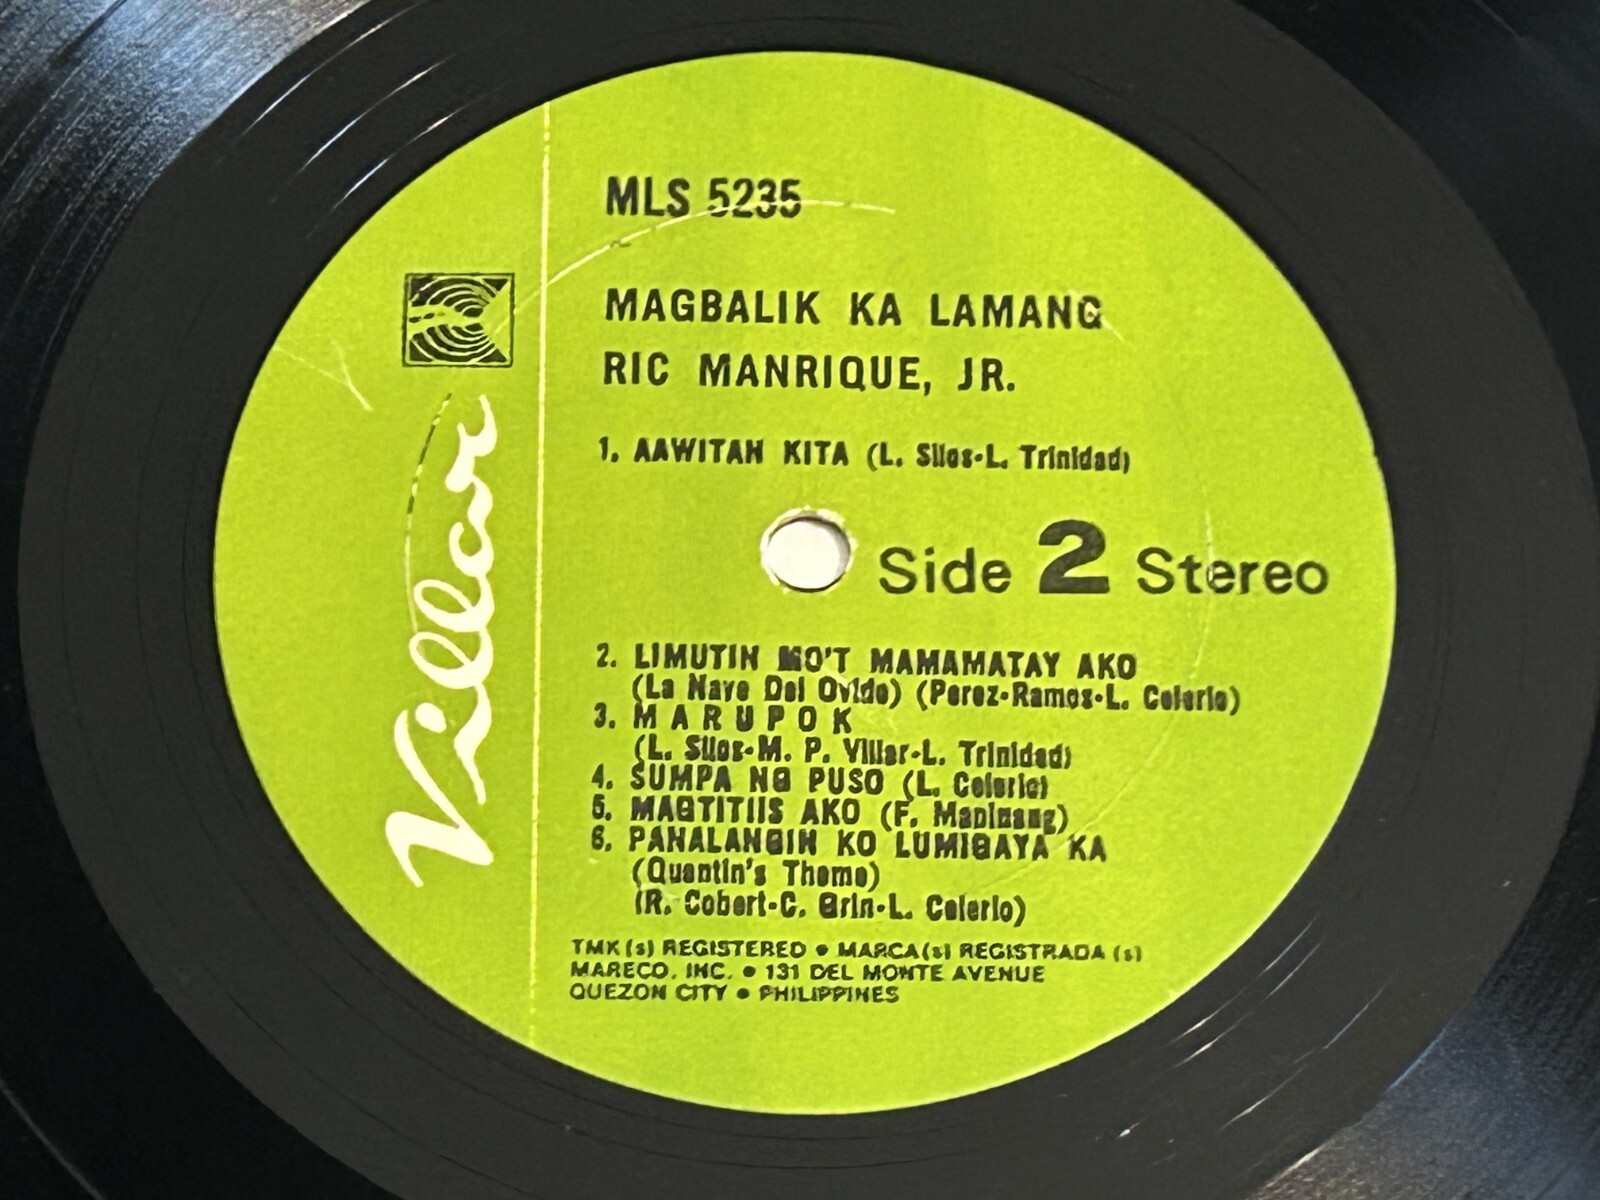 MLS 5235
MAGBALIK KA LAMANG
RIC MANRIQUE, JR.
1. AAWITAN KITA (L. Silos-L. Trinidad)
Side 2 Stereo
2. LIMUTIN MO'T MAMAMATAY AKO
(La Nave Del Ovido) (Perez-Ramos-L. Celerio)
3. MARUPOK
(L. Silos-M. P. Villar-L. Trinidad)
4. SUMPA NG PUSO (L. Celerio)
5. MAGTITIIS AKO (F. Manimang)
6. PANALANGIN KO LUMIGAYA KA
(Quentin's Theme)
(R. Cobert-C. Grin-L. Celerio)
TMK (s) REGISTERED • MARCA(s) REGISTRADA (s)
MARECO, INC. • 131 DEL MONTE AVENUE
QUEZON CITY • PHILIPPINES
Villar